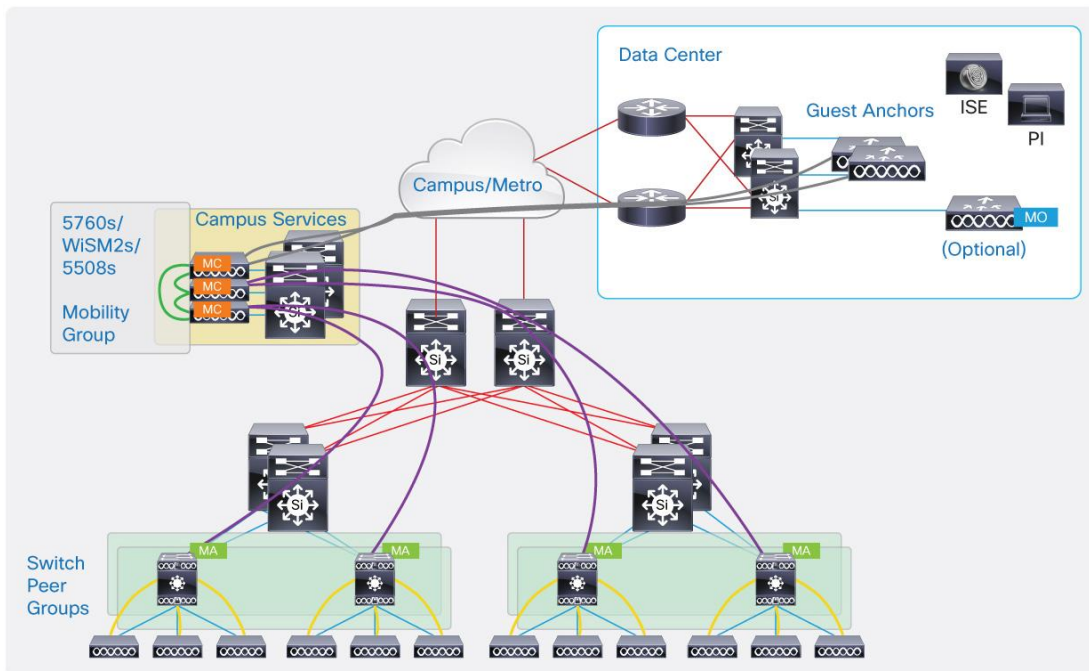 Data Center
ISE
PI
Guest Anchors
MO
(Optional)
Campus/Metro
5760s/
WiSM2s/
5508s
Mobility
Group
Campus Services
MC
MC
MC
Si
Si
Si
Si
Si
Si
MA
MA
MA
MA
Switch
Peer
Groups